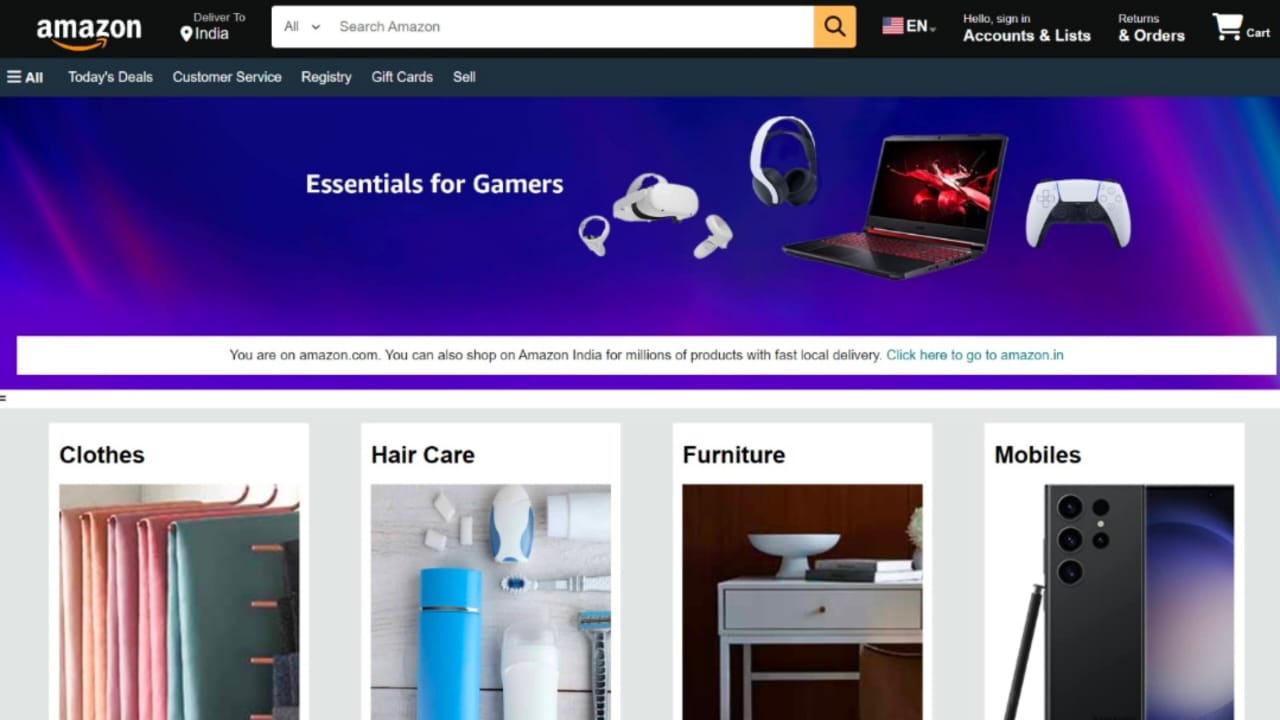 amazon
Deliver To
India
All
Search Amazon
EN
Hello, sign in
Accounts & Lists
Returns
& Orders
Cart
All
Today's Deals
Customer Service
Registry
Gift Cards
Sell
Essentials for Gamers
You are on amazon.com. You can also shop on Amazon India for millions of products with fast local delivery. Click here to go to amazon.in
=
Clothes
Hair Care
Furniture
Mobiles